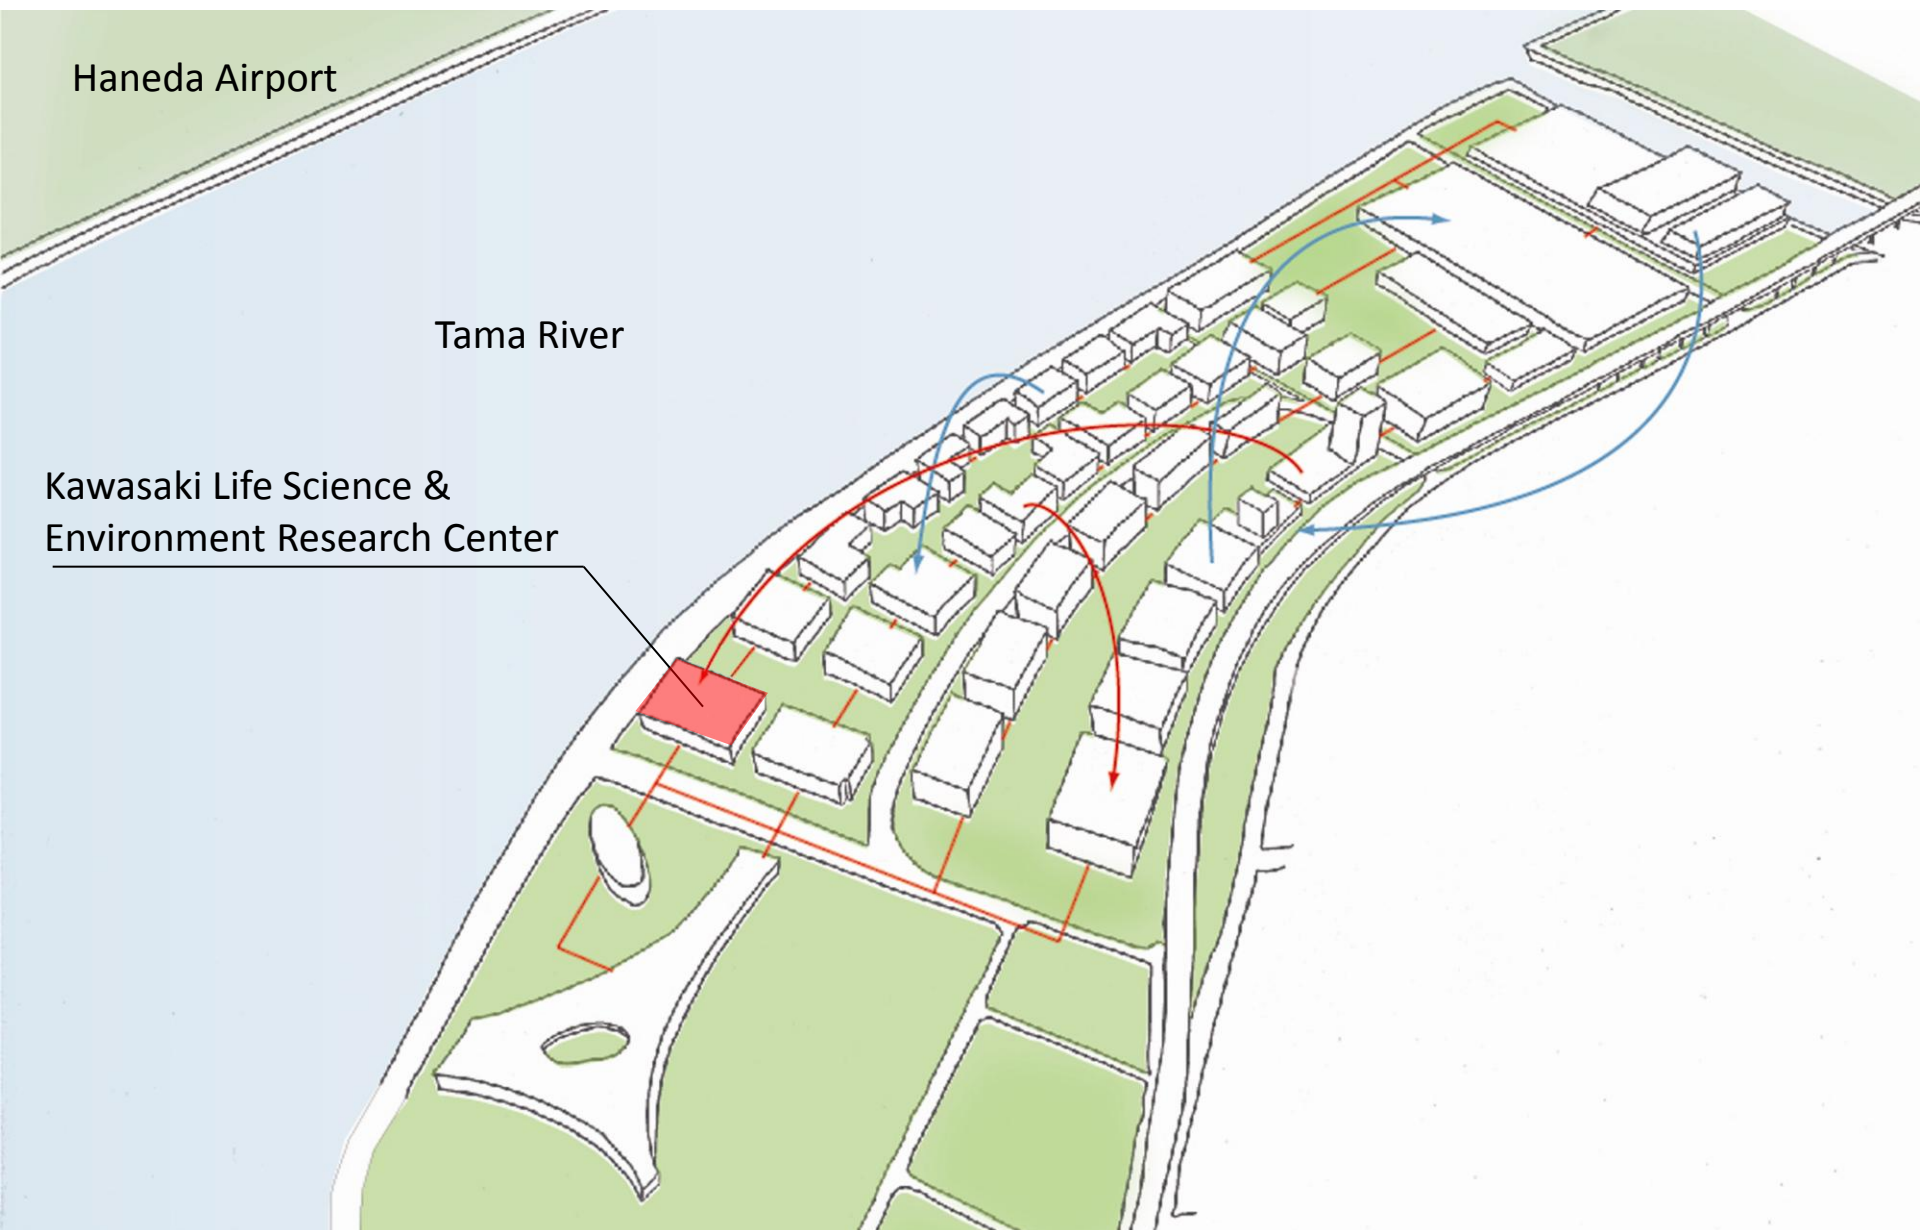 Haneda Airport
Tama River
Kawasaki Life Science &
Environment Research Center